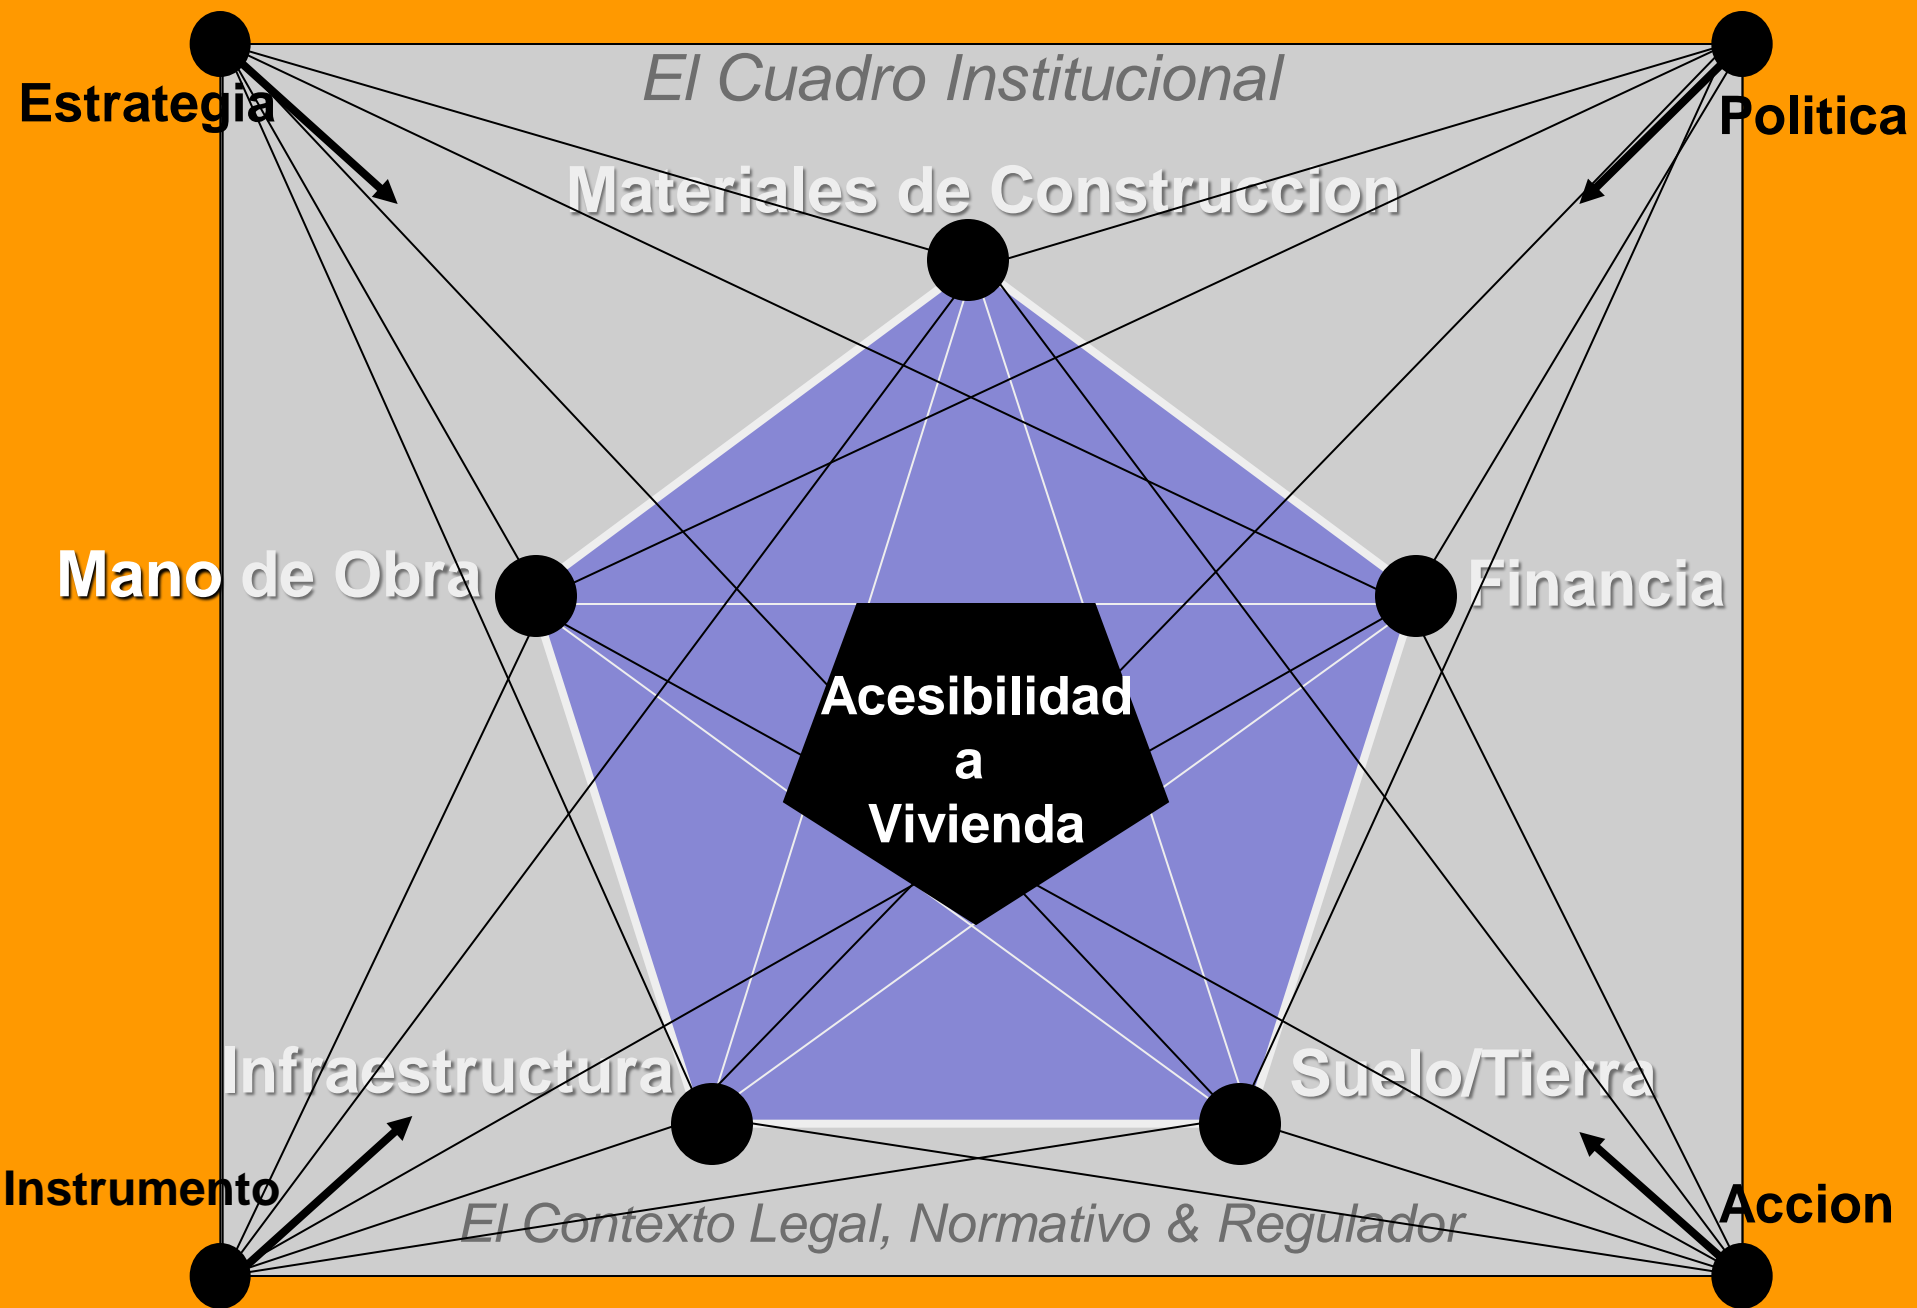 El Cuadro Institucional
Estrategia
Politica
Materiales de Construccion
Mano de Obra
Financia
Acesibilidad
a
Vivienda
Infraestructura
Suelo/Tierra
Instrumento
Accion
El Contexto Legal, Normativo & Regulador